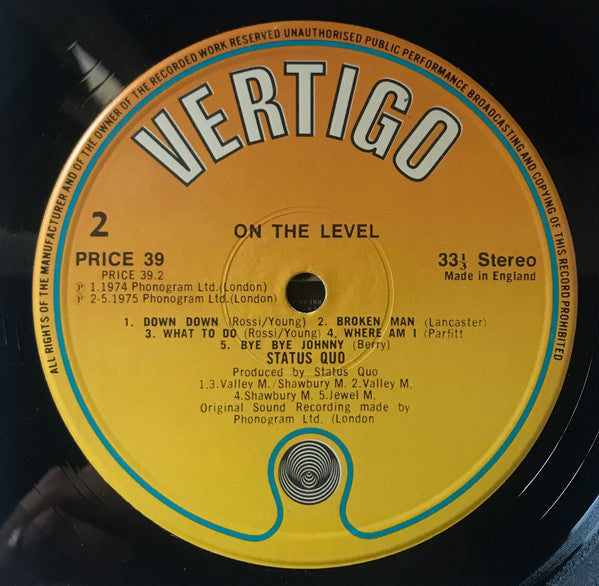 ALL RIGHTS OF THE MANUFACTURER AND OF THE OWNER OF THE RECORDED WORK RESERVED UNAUTHORISED PUBLIC PERFORMANCE BROADCASTING AND COPYING OF THIS RECORD PROHIBITED
VERTIGO
2
ON THE LEVEL
PRICE 39
33⅓ Stereo
PRICE 39.2
Made in England
℗ 1.1974 Phonogram Ltd.(London)
℗ 2-5.1975 Phonogram Ltd.(London)
1. DOWN DOWN (Rossi/Young) 2. BROKEN MAN (Lancaster)
3. WHAT TO DO (Rossi/Young) 4. WHERE AM I (Parfitt
5. BYE BYE JOHNNY (Berry)
STATUS QUO
Produced by Status Quo
1.3.Valley M./Shawbury M. 2.Valley M.
4.Shawbury M. 5.Jewel M.
Original Sound Recording made by
Phonogram Ltd. (London